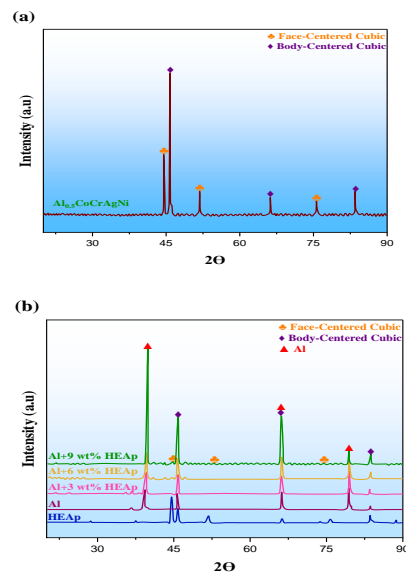 (a)
Face-Centered Cubic
Body-Centered Cubic
Intensity (a.u)
Al₀.₅CoCrAgNi
30 45 60 75 90
2Θ
(b)
Face-Centered Cubic
Body-Centered Cubic
Al
Intensity (a.u)
Al+9 wt% HEAp
Al+6 wt% HEAp
Al+3 wt% HEAp
Al
HEAp
30 45 60 75 90
2Θ